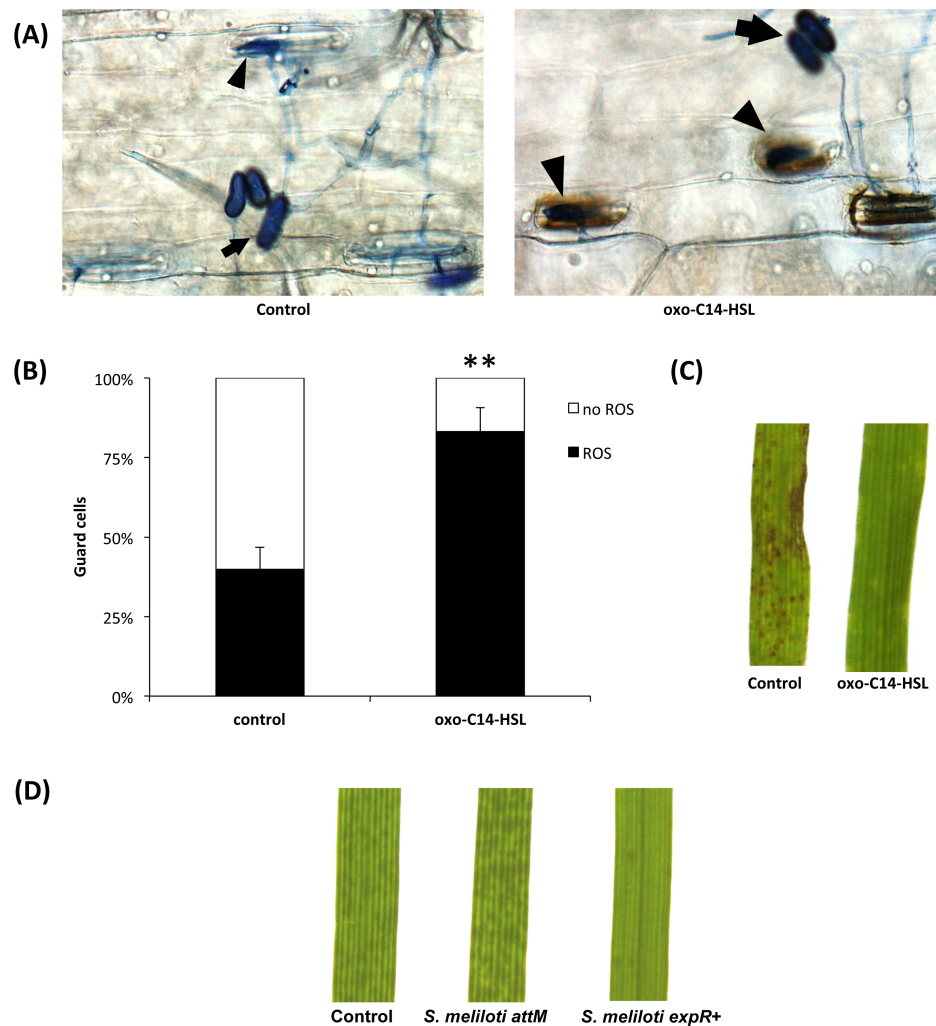 (A)
Control
oxo-C14-HSL
(B)
**
100%
75%
50%
25%
0%
Guard cells
no ROS
ROS
control
oxo-C14-HSL
(C)
Control
oxo-C14-HSL
(D)
Control
S. meliloti attM
S. meliloti expR+